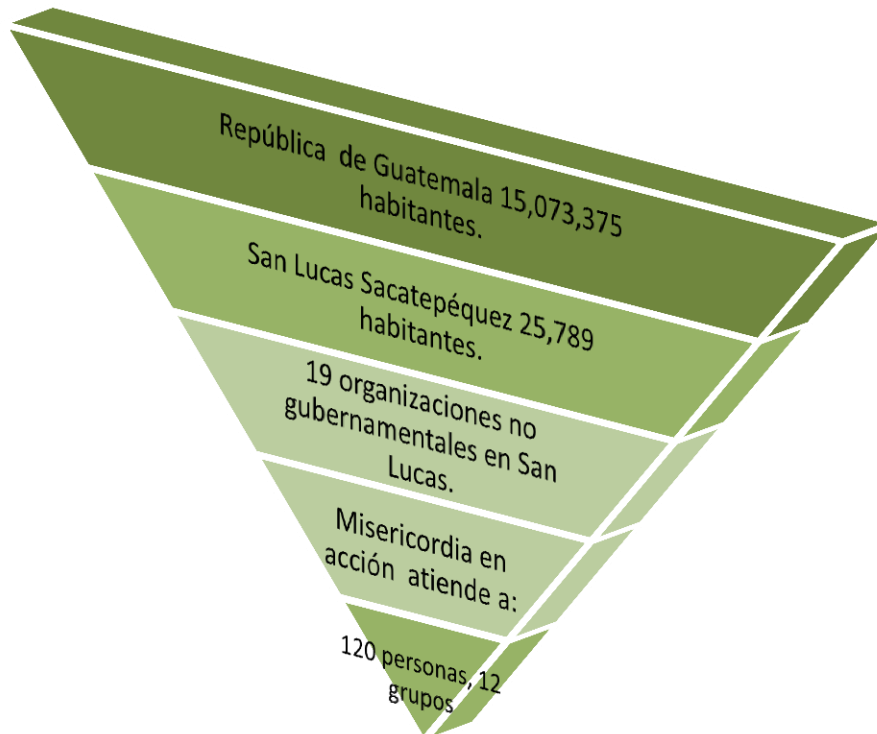 República de Guatemala 15,073,375
habitantes.
San Lucas Sacatepéquez 25,789
habitantes.
19 organizaciones no
gubernamentales en San
Lucas.
Misericordia en
acción atiende a:
120 personas, 12
grupos